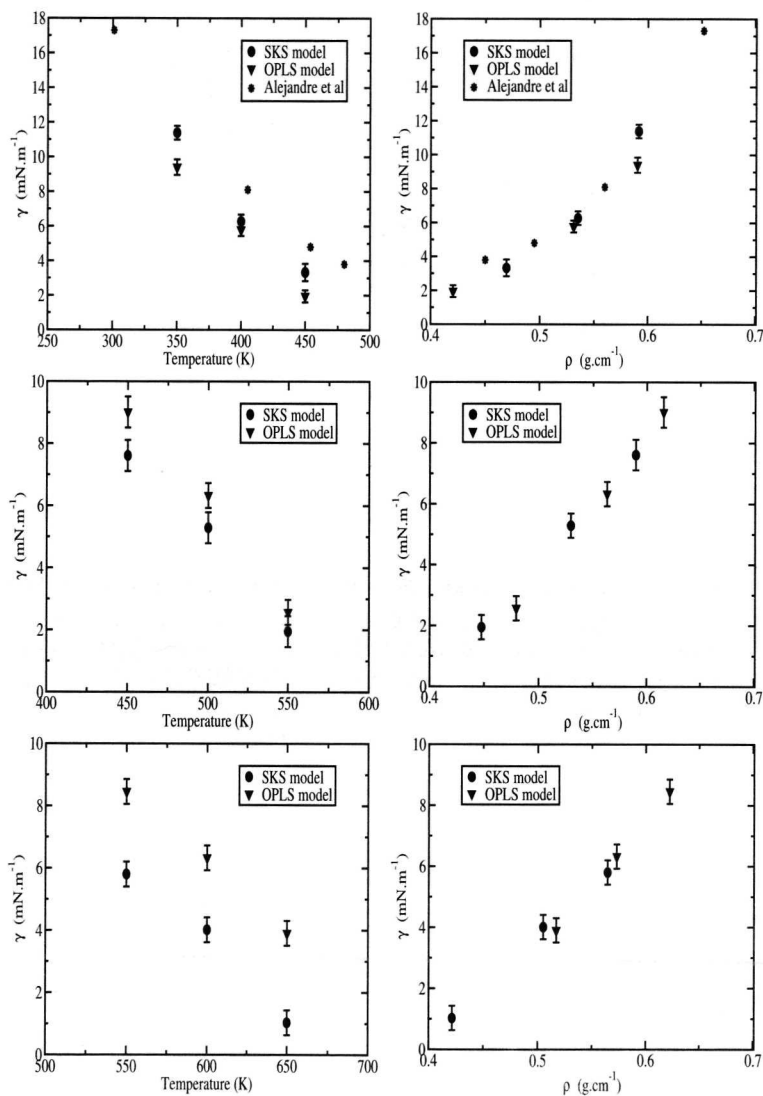 18
16
14
12
10
8
6
4
2
0
γ (mN.m⁻¹)
SKS model
OPLS model
Alejandre et al
250 300 350 400 450 500
Temperature (K)
18
16
14
12
10
8
6
4
2
0
γ (mN.m⁻¹)
SKS model
OPLS model
Alejandre et al
0.4 0.5 0.6 0.7
ρ (g.cm⁻¹)
10
8
6
4
2
0
γ (mN.m⁻¹)
SKS model
OPLS model
400 450 500 550 600
Temperature (K)
10
8
6
4
2
0
γ (mN.m⁻¹)
SKS model
OPLS model
0.4 0.5 0.6 0.7
ρ (g.cm⁻¹)
10
8
6
4
2
0
γ (mN.m⁻¹)
SKS model
OPLS model
500 550 600 650 700
Temperature (K)
10
8
6
4
2
0
γ (mN.m⁻¹)
SKS model
OPLS model
0.4 0.5 0.6 0.7
ρ (g.cm⁻¹)